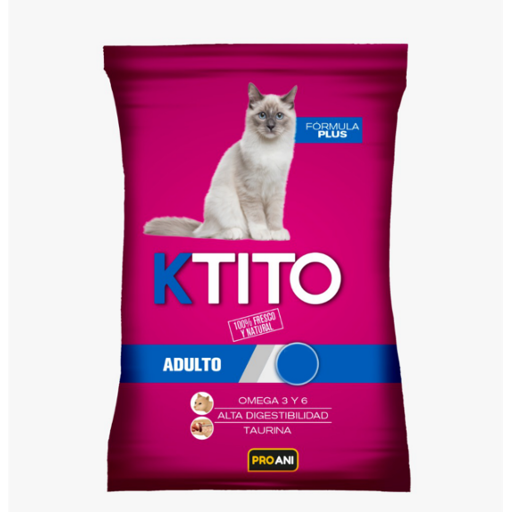 FÓRMULA
PLUS
KTITO
100% FRESCO
Y NATURAL
ADULTO
OMEGA 3 Y 6
ALTA DIGESTIBILIDAD
TAURINA
PROANI